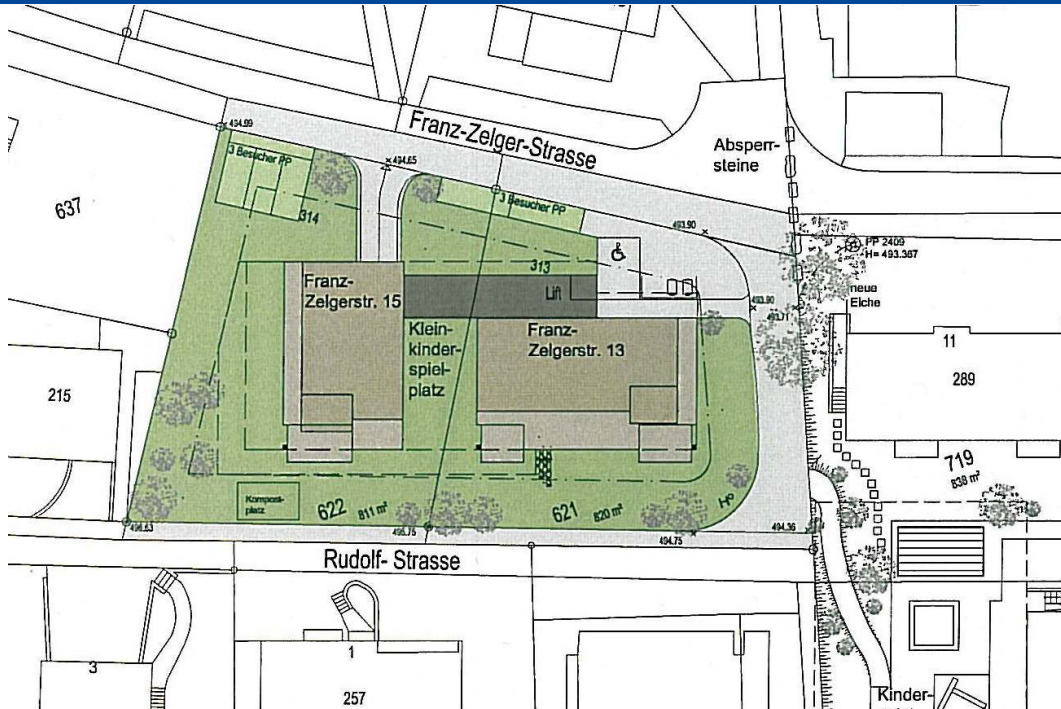 Franz-Zelger-Strasse
Absperr-
steine
494.99
3 Besucher PP
494.65
637
314
3 Besucher PP
493.90
PP 2409
H= 493.367
313
neue
Eiche
Franz-
Zelgerstr. 15
Lift
493.90
Klein-
kinder-
spiel-
platz
Franz-
Zelgerstr. 13
11
289
215
719
838 m²
Kompost-
platz
622 811 m²
621 820 m²
496.63
495.75
494.75
494.36
Rudolf- Strasse
3
1
257
Kinder-